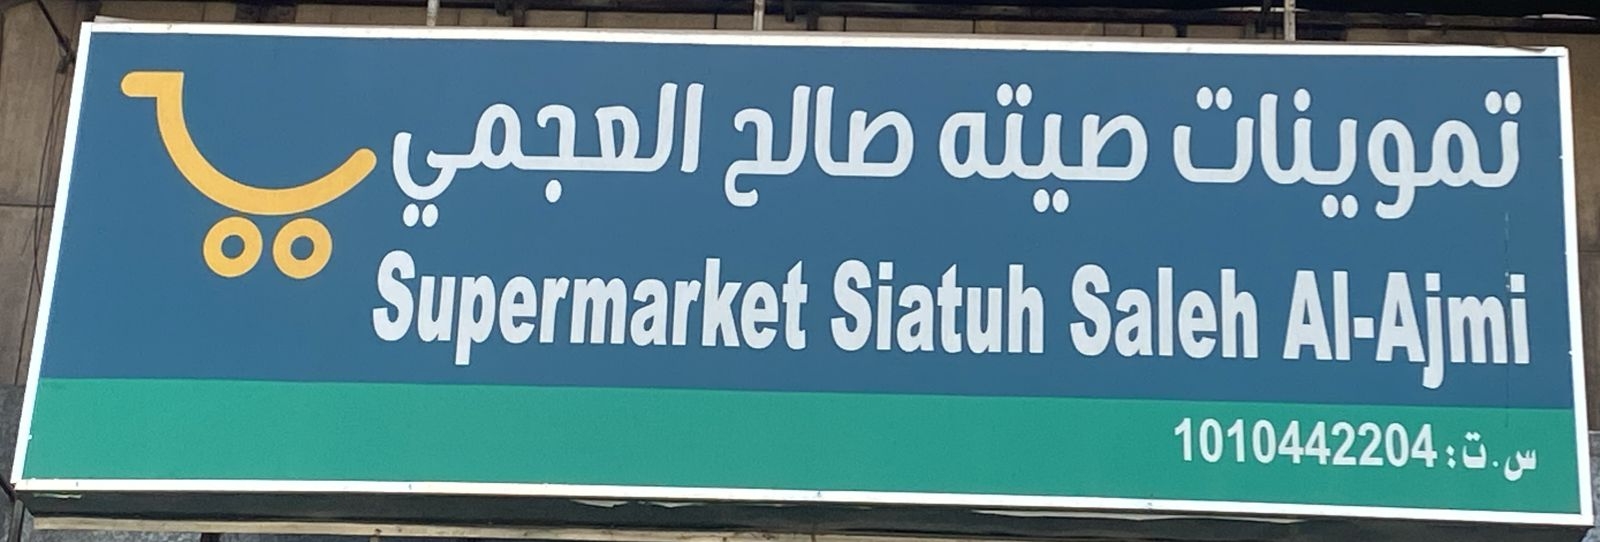 تموينات صيته صالح العجمي
Supermarket Siatuh Saleh Al-Ajmi
س.ت: 1010442204